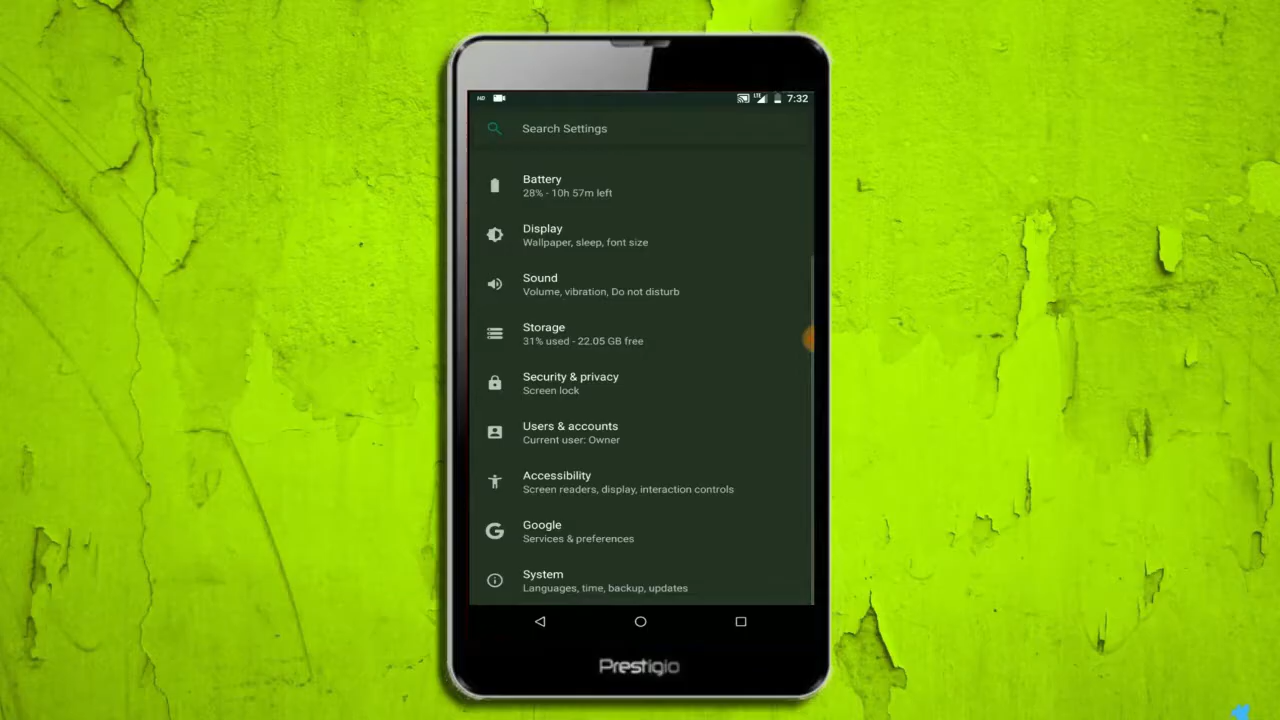 HD
LTE
7:32
Search Settings
Battery
28% - 10h 57m left
Display
Wallpaper, sleep, font size
Sound
Volume, vibration, Do not disturb
Storage
31% used - 22.05 GB free
Security & privacy
Screen lock
Users & accounts
Current user: Owner
Accessibility
Screen readers, display, interaction controls
Google
Services & preferences
System
Languages, time, backup, updates
Prestigio